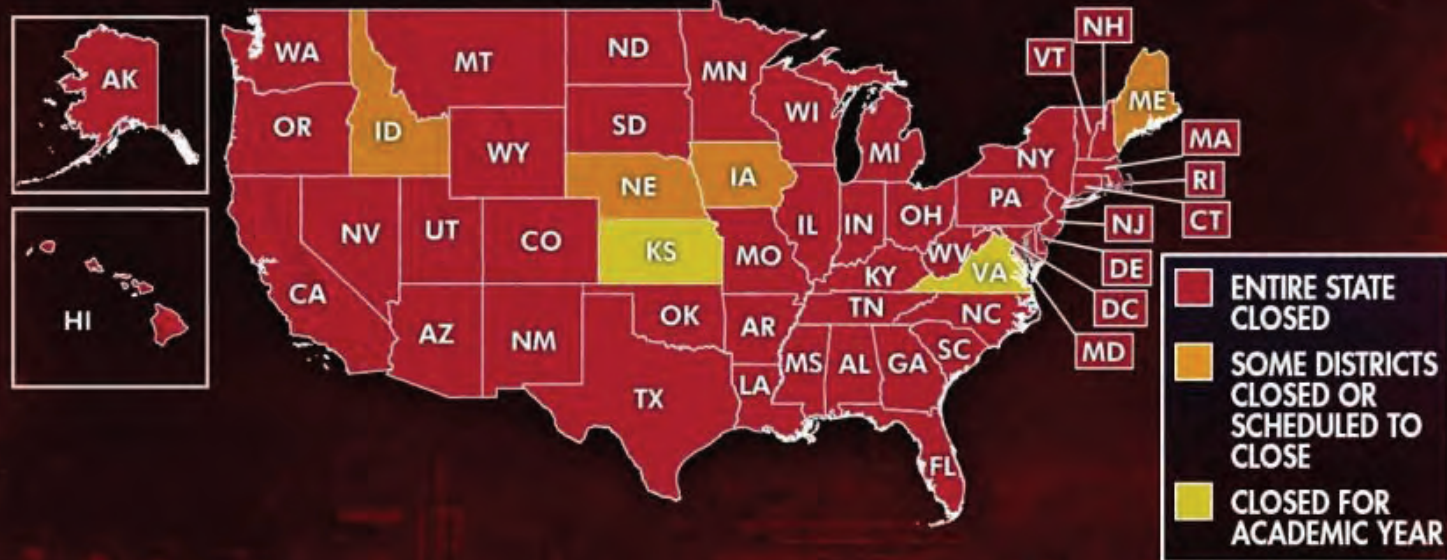 NH
VT
AK
WA
MT
ND
MN
ME
OR
ID
SD
WI
WY
MI
NY
MA
NE
IA
PA
RI
IL
IN
OH
CT
NV
UT
CO
KS
MO
WV
VA
NJ
KY
DE
CA
HI
TN
NC
DC
AZ
NM
OK
AR
SC
MD
MS
AL
GA
TX
LA
FL
ENTIRE STATE
CLOSED
SOME DISTRICTS
CLOSED OR
SCHEDULED TO
CLOSE
CLOSED FOR
ACADEMIC YEAR